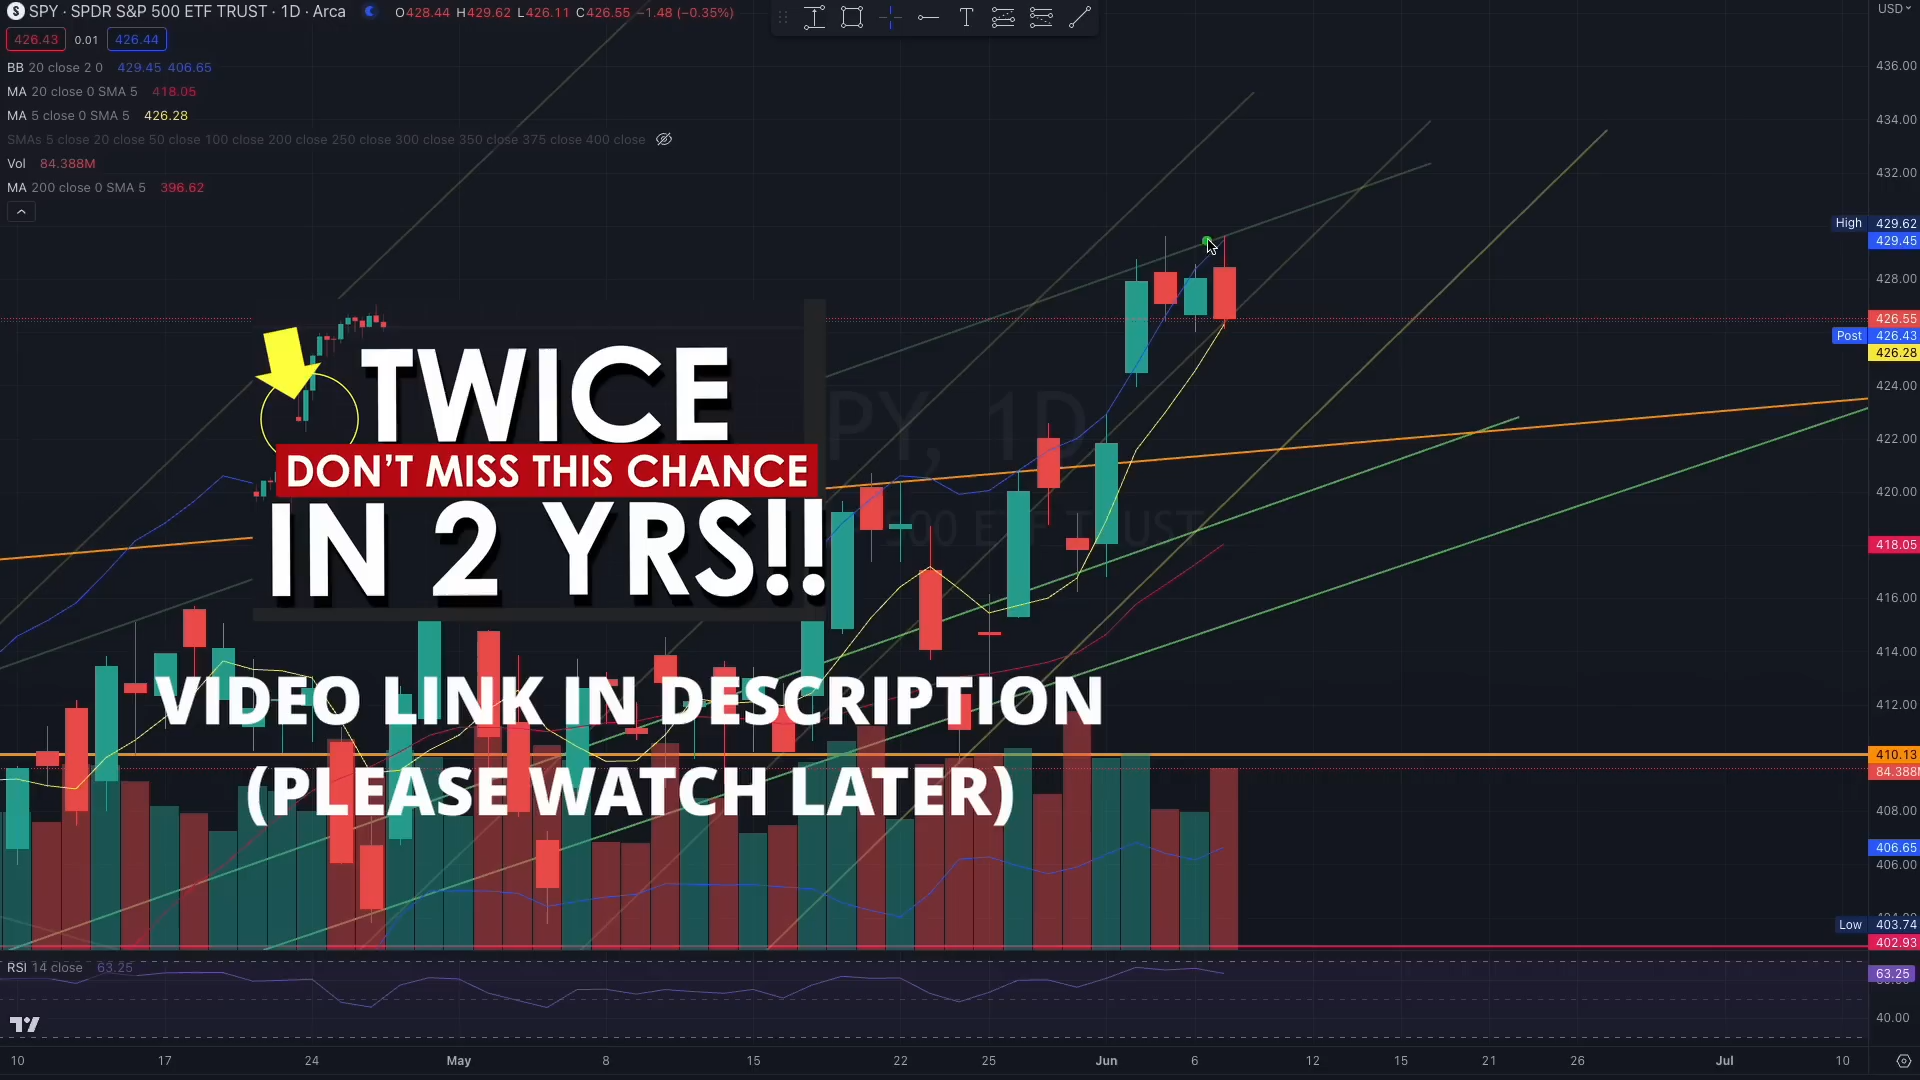 SPY · SPDR S&P 500 ETF TRUST · 1D · Arca
O428.44 H429.62 L426.11 C426.55 −1.48 (−0.35%)
USD
426.43 0.01 426.44
BB 20 close 2 0 429.45 406.65
MA 20 close 0 SMA 5 418.05
MA 5 close 0 SMA 5 426.28
SMAs 5 close 20 close 50 close 100 close 200 close 250 close 300 close 350 close 375 close 400 close
Vol 84.388M
MA 200 close 0 SMA 5 396.62
436.00
434.00
432.00
High 429.62
429.45
428.00
426.55
Post 426.43
426.28
424.00
422.00
420.00
418.05
416.00
414.00
412.00
410.13
84.388
408.00
406.65
406.00
Low 403.74
402.93
PY, 1D
500 ETF TRUST
TWICE
DON'T MISS THIS CHANCE
IN 2 YRS!!
VIDEO LINK IN DESCRIPTION
(PLEASE WATCH LATER)
RSI 14 close 63.25
63.25
40.00
10 17 24 May 8 15 22 25 Jun 6 12 15 21 26 Jul 10